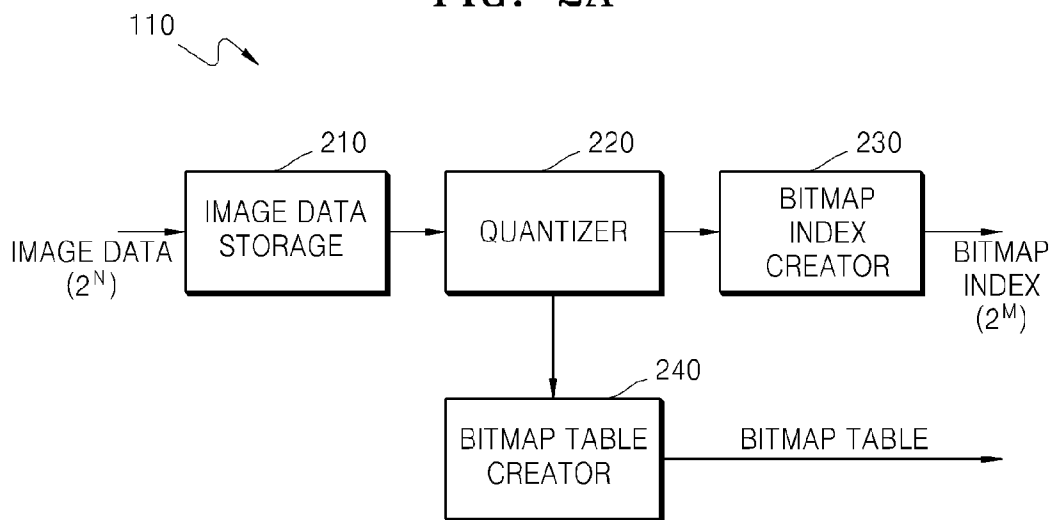 FIG. 2A
110
210
220
230
IMAGE DATA
STORAGE
QUANTIZER
BITMAP
INDEX
CREATOR
IMAGE DATA
(2^N)
BITMAP
INDEX
(2^M)
240
BITMAP TABLE
CREATOR
BITMAP TABLE